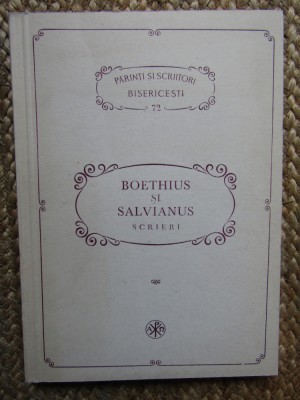 PĂRINȚI ȘI SCRIITORI
BISERICEȘTI
72
BOETHIUS
ȘI
SALVIANUS
SCRIERI